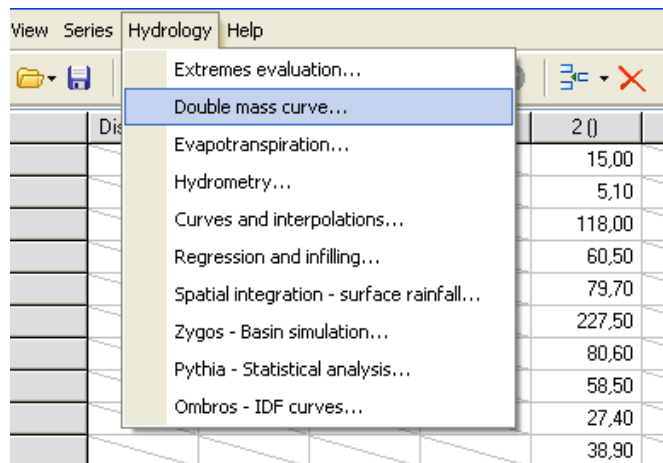 View Series Hydrology Help
Extremes evaluation...
Double mass curve...
Evapotranspiration...
Hydrometry...
Curves and interpolations...
Regression and infilling...
Spatial integration - surface rainfall...
Zygos - Basin simulation...
Pythia - Statistical analysis...
Ombros - IDF curves...
Dis 2 ()
15,00
5,10
118,00
60,50
79,70
227,50
80,60
58,50
27,40
38,90